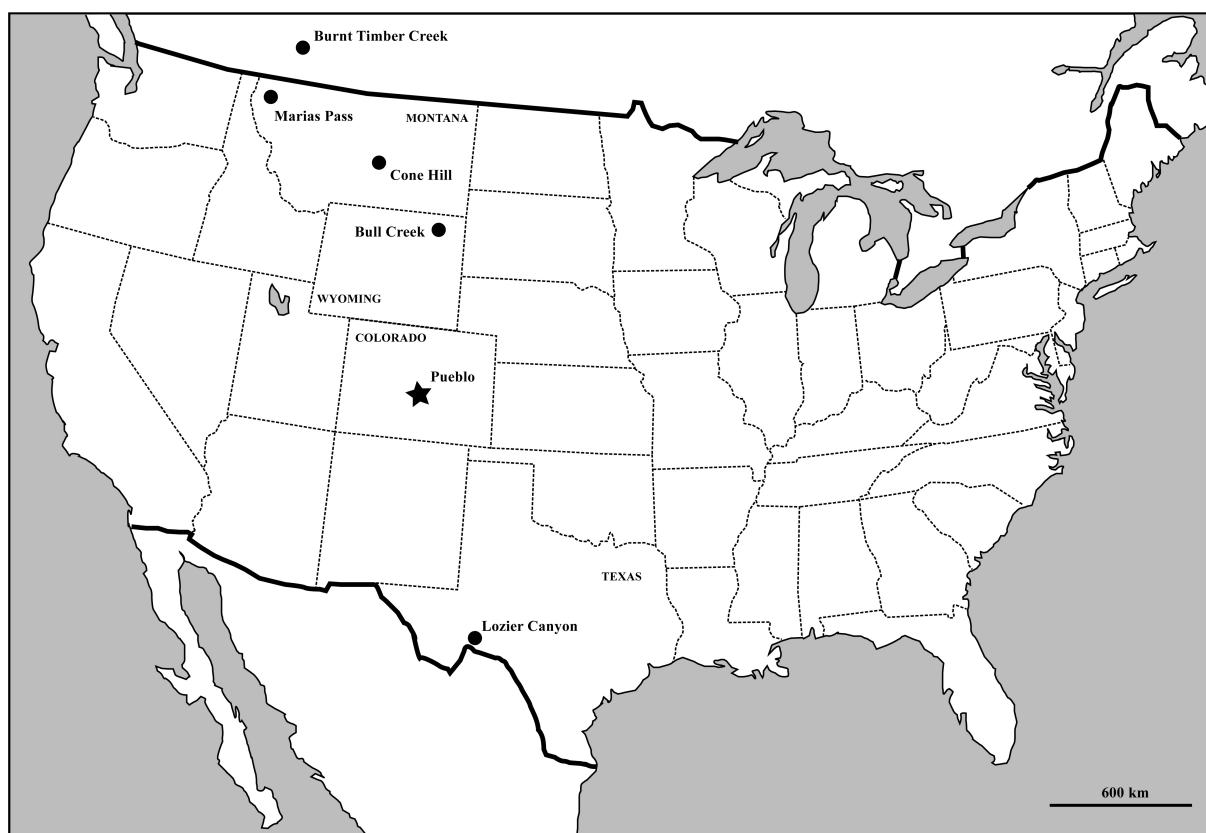 Burnt Timber Creek
Marias Pass
MONTANA
Cone Hill
Bull Creek
WYOMING
COLORADO
Pueblo
TEXAS
Lozier Canyon
600 km